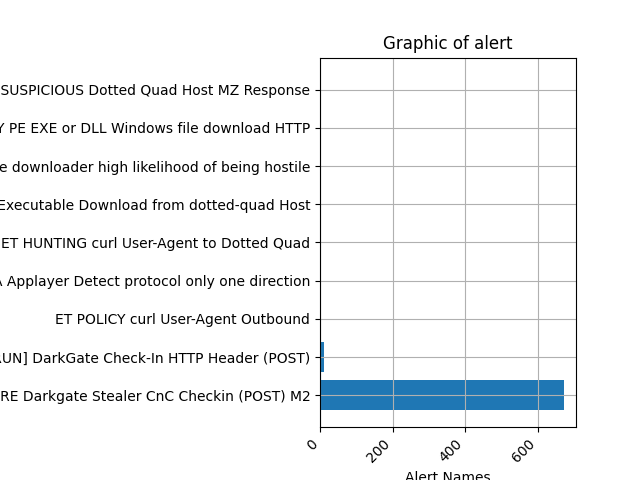 Graphic of alert
SUSPICIOUS Dotted Quad Host MZ Response
PE EXE or DLL Windows file download HTTP
downloader high likelihood of being hostile
Executable Download from dotted-quad Host
ET HUNTING curl User-Agent to Dotted Quad
Applayer Detect protocol only one direction
ET POLICY curl User-Agent Outbound
UN] DarkGate Check-In HTTP Header (POST)
RE Darkgate Stealer CnC Checkin (POST) M2
0 200 400 600
Alert Names